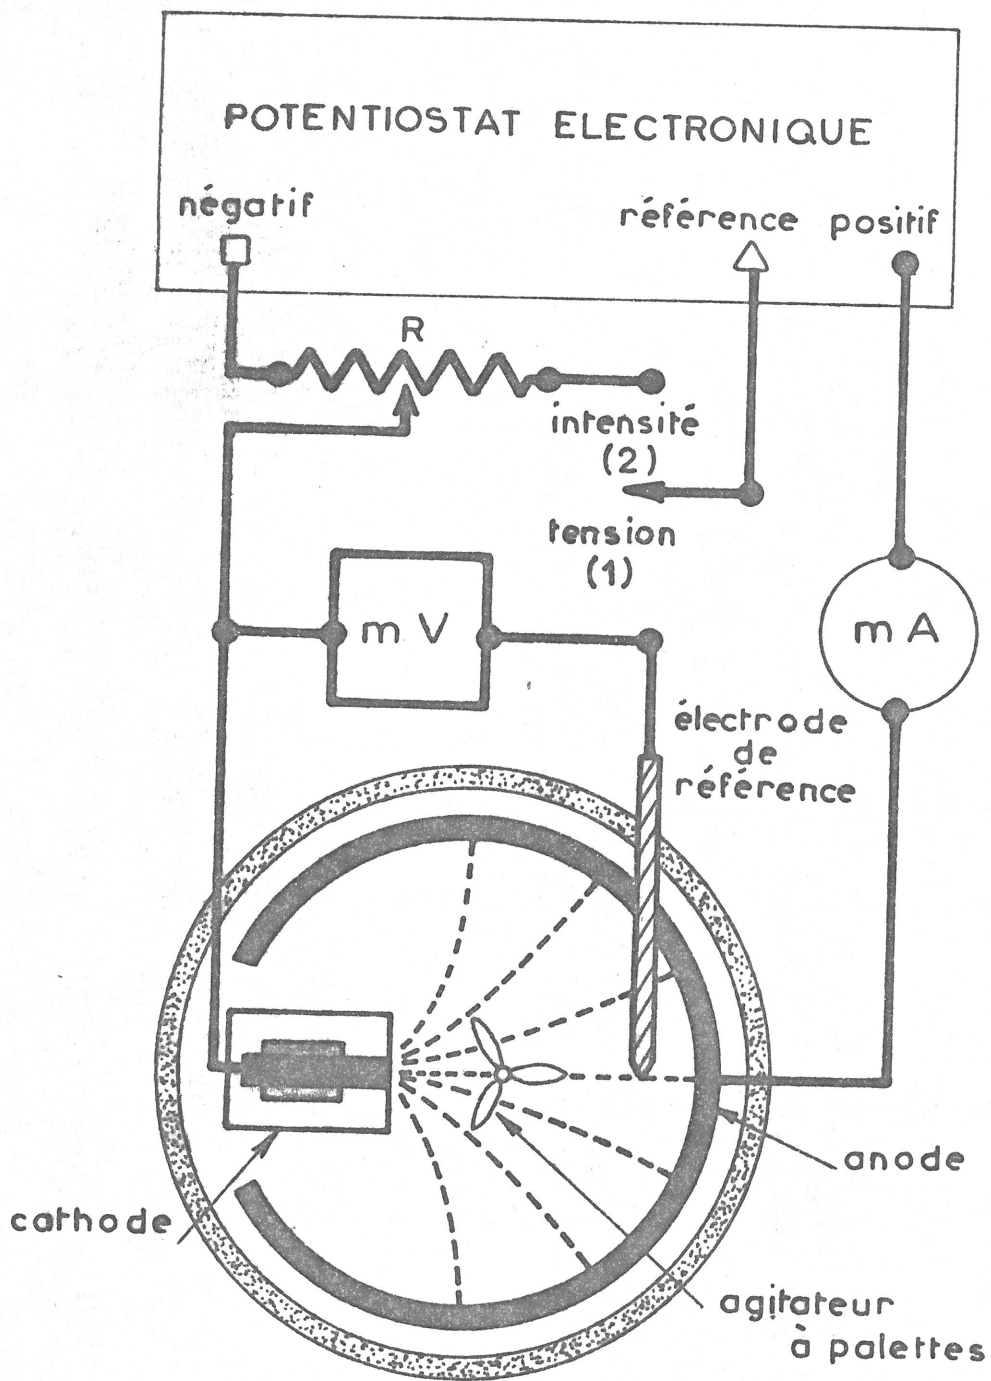 POTENTIOSTAT ELECTRONIQUE
négatif
référence
positif
R
intensité
(2)
tension
(1)
m V
m A
électrode
de
référence
anode
cathode
agitateur
à palettes